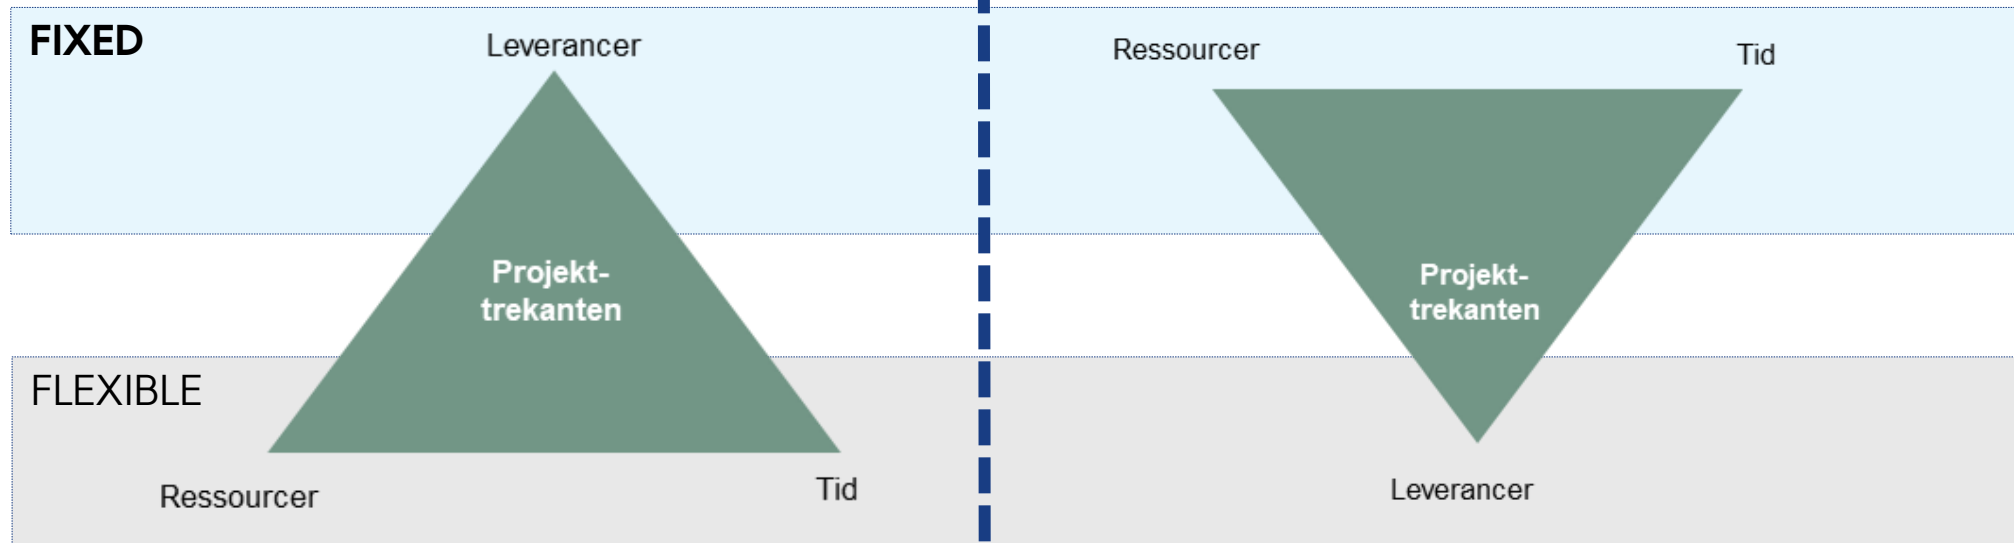 FIXED
Leverancer
Projekt-
trekanten
FLEXIBLE
Ressourcer
Tid
Ressourcer
Tid
Projekt-
trekanten
Leverancer